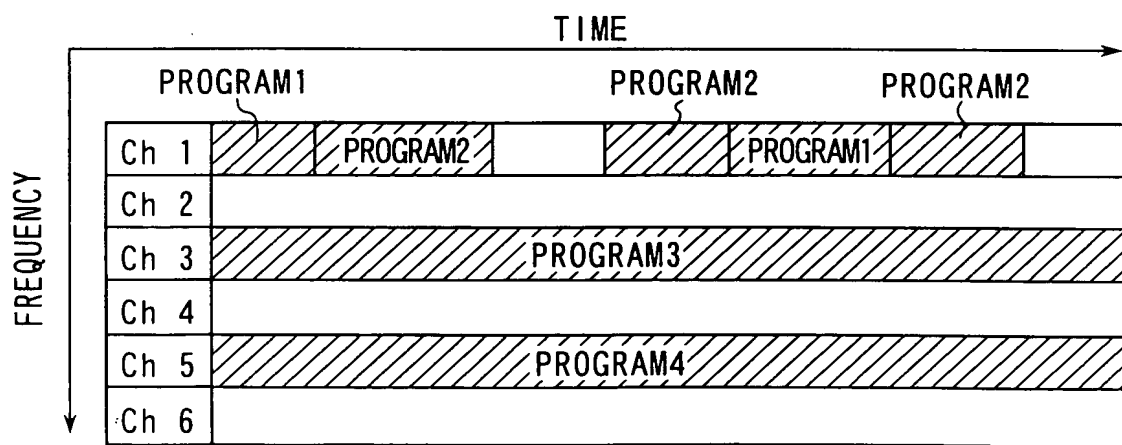 TIME
PROGRAM1
PROGRAM2
PROGRAM2
FREQUENCY
Ch 1
PROGRAM2
PROGRAM1
Ch 2
Ch 3
PROGRAM3
Ch 4
Ch 5
PROGRAM4
Ch 6